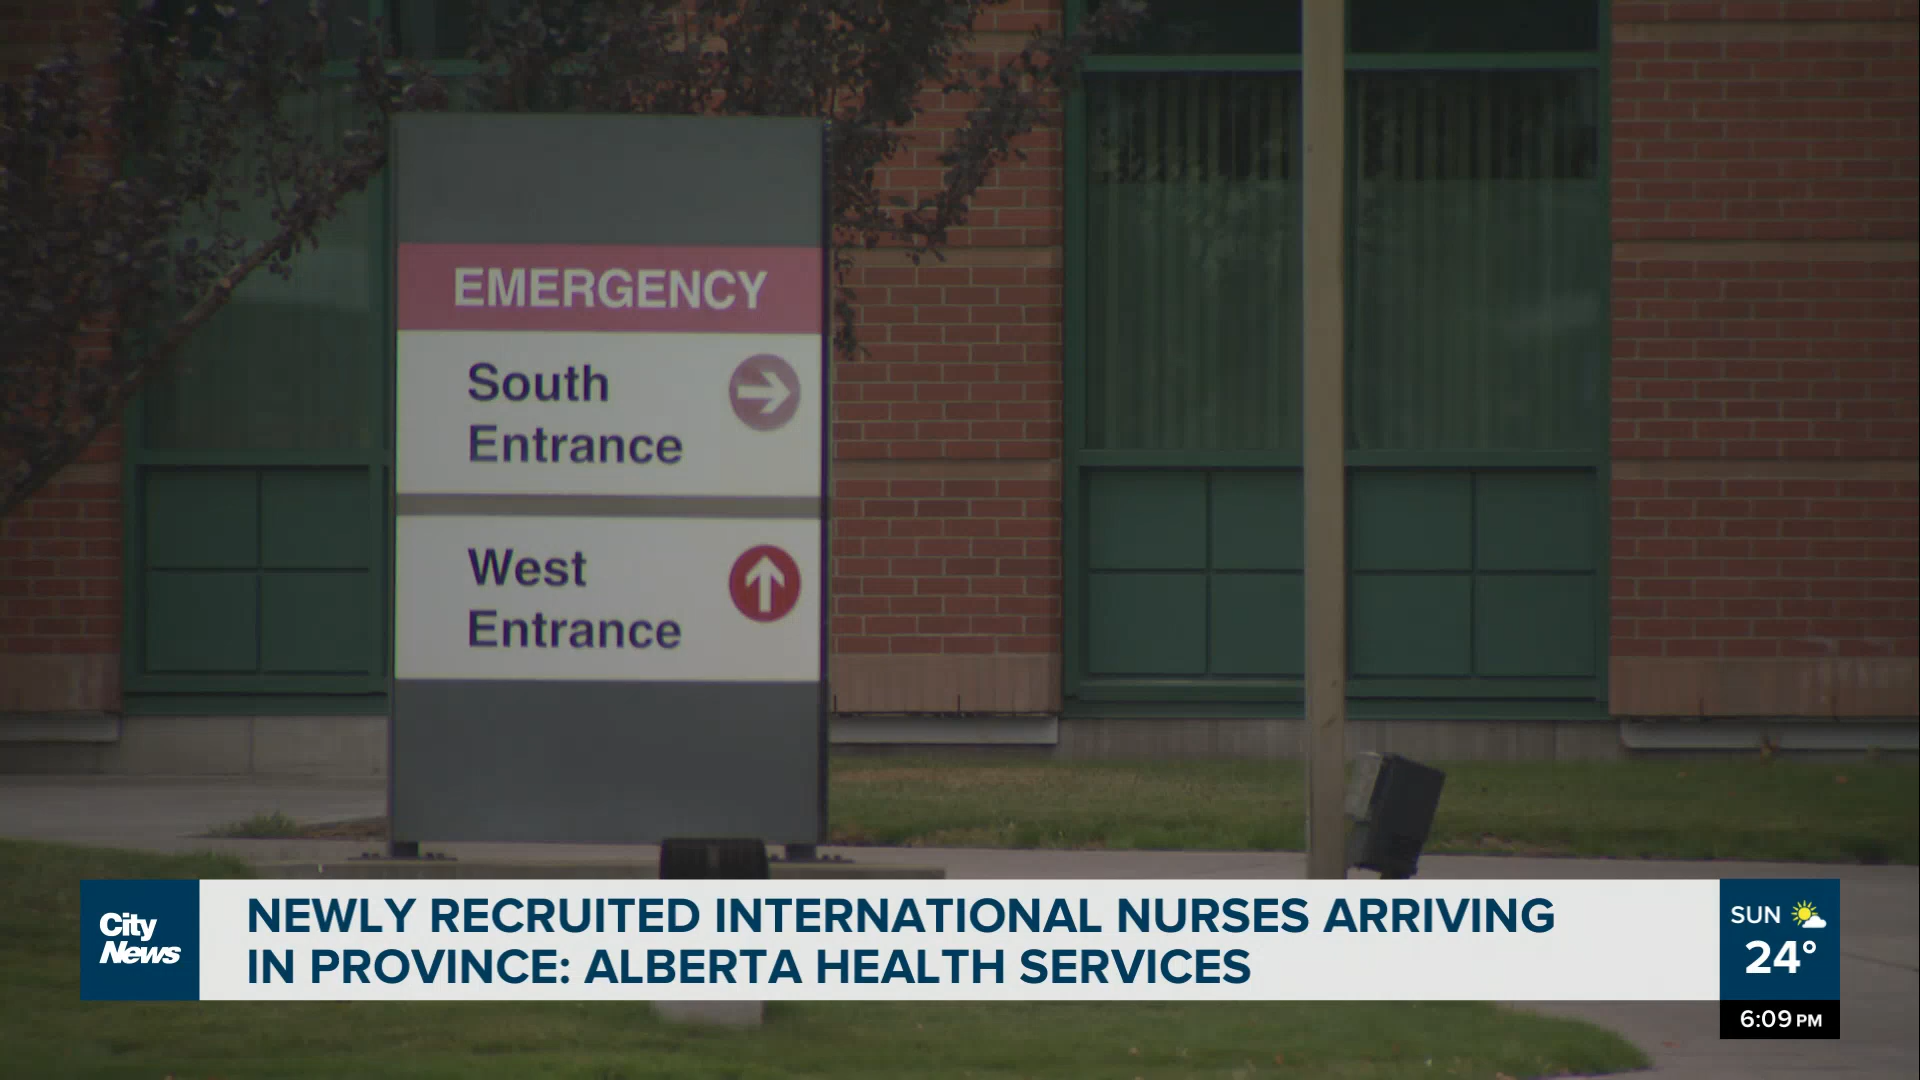 EMERGENCY
South
Entrance
West
Entrance
City
News
NEWLY RECRUITED INTERNATIONAL NURSES ARRIVING
IN PROVINCE: ALBERTA HEALTH SERVICES
SUN
24°
6:09 PM